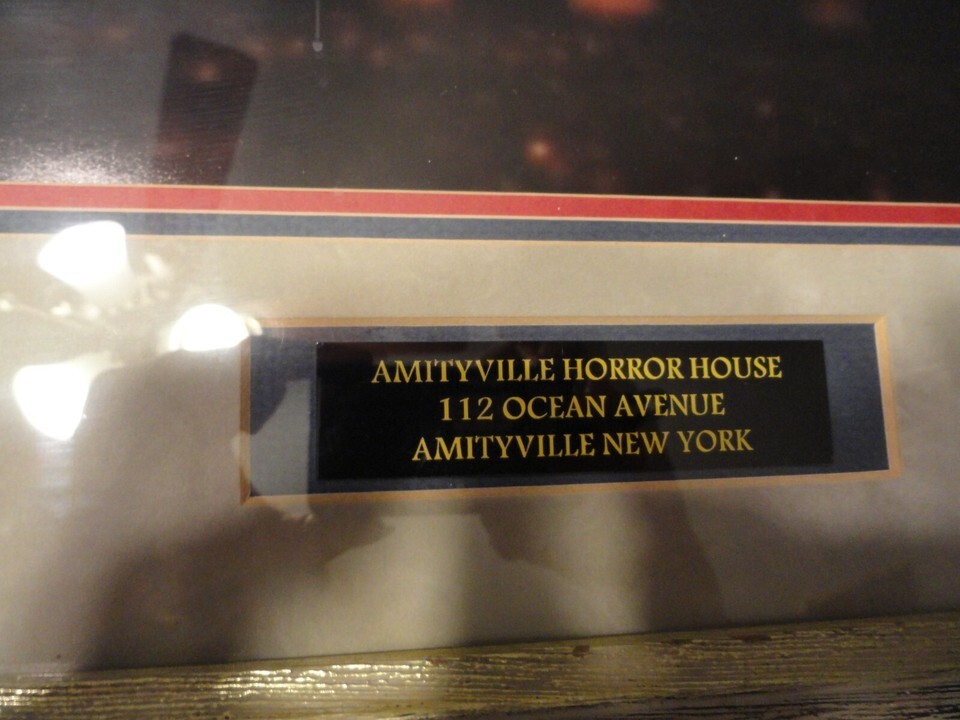 AMITYVILLE HORROR HOUSE
112 OCEAN AVENUE
AMITYVILLE NEW YORK